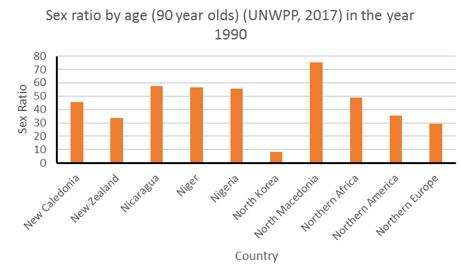 Sex ratio by age (90 year olds) (UNWPP, 2017) in the year
1990
80
70
60
50
40
30
20
10
0
Sex Ratio
New Caledonia
New Zealand
Nicaragua
Niger
Nigeria
North Korea
North Macedonia
Northern Africa
Northern America
Northern Europe
Country